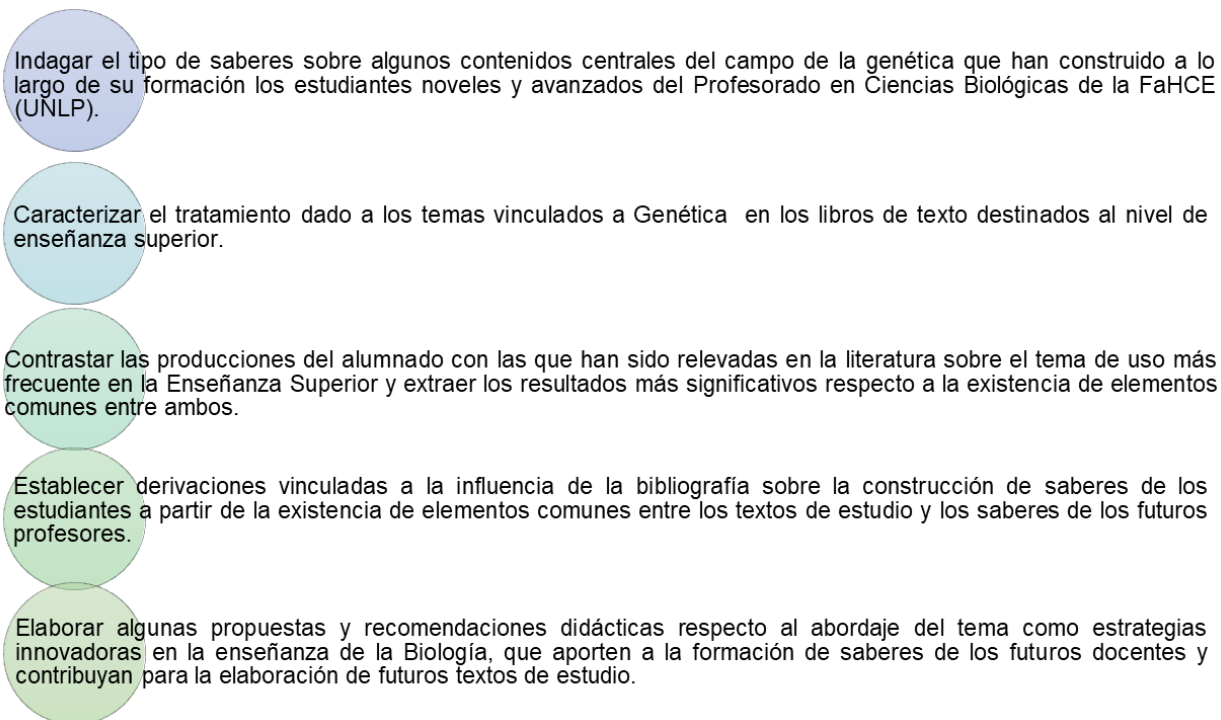 Indagar el tipo de saberes sobre algunos contenidos centrales del campo de la genética que han construido a lo
largo de su formación los estudiantes noveles y avanzados del Profesorado en Ciencias Biológicas de la FaHCE
(UNLP).
Caracterizar el tratamiento dado a los temas vinculados a Genética en los libros de texto destinados al nivel de
enseñanza superior.
Contrastar las producciones del alumnado con las que han sido relevadas en la literatura sobre el tema de uso más
frecuente en la Enseñanza Superior y extraer los resultados más significativos respecto a la existencia de elementos
comunes entre ambos.
Establecer derivaciones vinculadas a la influencia de la bibliografía sobre la construcción de saberes de los
estudiantes a partir de la existencia de elementos comunes entre los textos de estudio y los saberes de los futuros
profesores.
Elaborar algunas propuestas y recomendaciones didácticas respecto al abordaje del tema como estrategias
innovadoras en la enseñanza de la Biología, que aporten a la formación de saberes de los futuros docentes y
contribuyan para la elaboración de futuros textos de estudio.